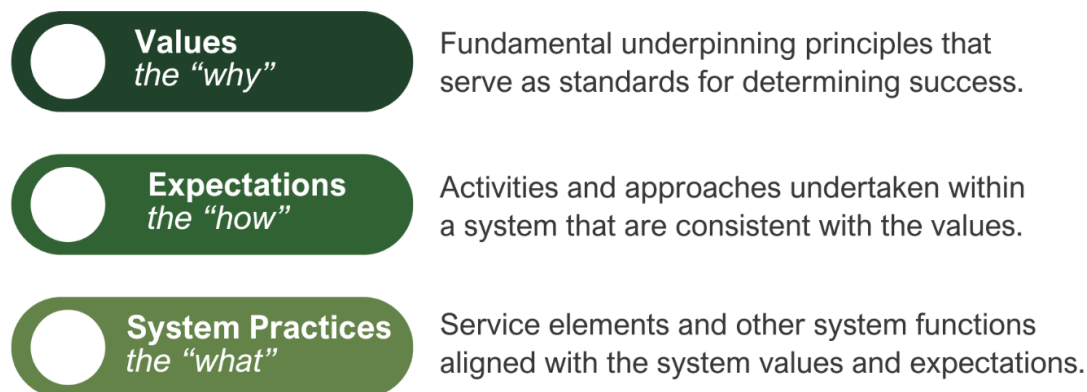 Values
the “why”
Fundamental underpinning principles that
serve as standards for determining success.
Expectations
the “how”
Activities and approaches undertaken within
a system that are consistent with the values.
System Practices
the “what”
Service elements and other system functions
aligned with the system values and expectations.